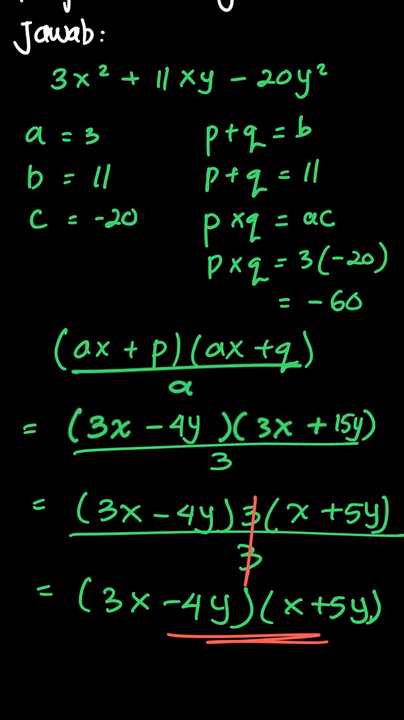 Jawab:
3x² + 11xy - 20y²
a = 3
b = 11
c = -20
p+q = b
p+q = 11
p×q = ac
p×q = 3(-20)
= -60
(ax + p)(ax + q)
a
= (3x - 4y)(3x + 15y)
3
= (3x - 4y)3(x + 5y)
3
= (3x - 4y)(x + 5y)